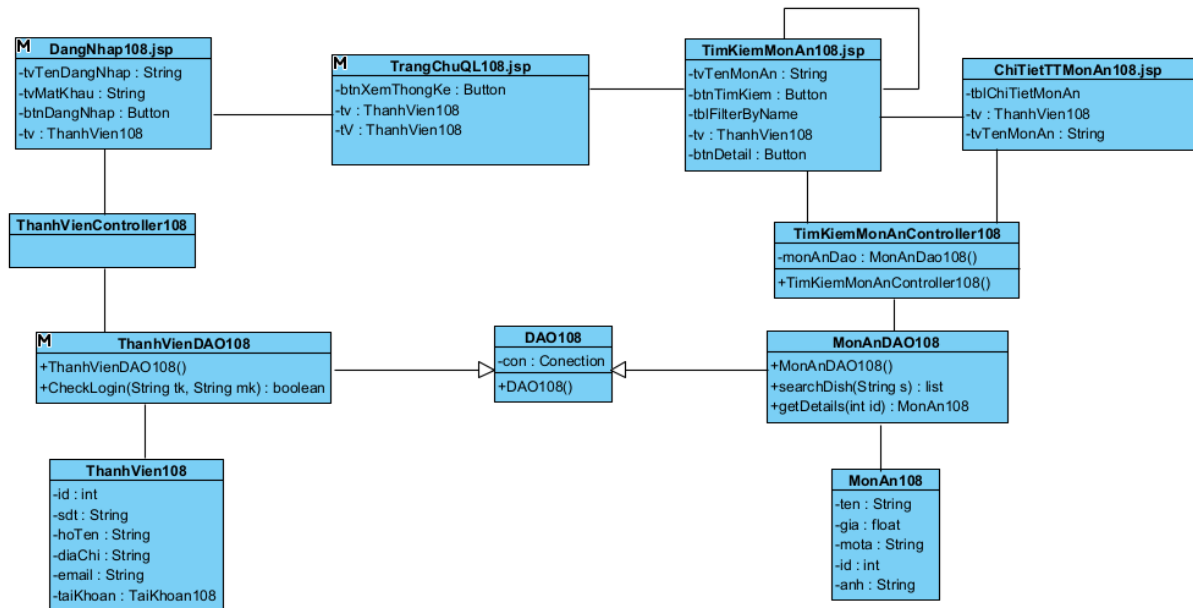 M
DangNhap108.jsp
-tvTenDangNhap : String
-tvMatKhau : String
-btnDangNhap : Button
-tv : ThanhVien108
M
TrangChuQL108.jsp
-btnXemThongKe : Button
-tv : ThanhVien108
-tV : ThanhVien108
TimKiemMonAn108.jsp
-tvTenMonAn : String
-btnTimKiem : Button
-tblFilterByName
-tv : ThanhVien108
-btnDetail : Button
ChiTietTTMonAn108.jsp
-tblChiTietMonAn
-tv : ThanhVien108
-tvTenMonAn : String
ThanhVienController108
TimKiemMonAnController108
-monAnDao : MonAnDao108()
+TimKiemMonAnController108()
M
ThanhVienDAO108
+ThanhVienDAO108()
+CheckLogin(String tk, String mk) : boolean
DAO108
-con : Conection
+DAO108()
MonAnDAO108
+MonAnDAO108()
+searchDish(String s) : list
+getDetails(int id) : MonAn108
ThanhVien108
-id : int
-sdt : String
-hoTen : String
-diaChi : String
-email : String
-taiKhoan : TaiKhoan108
MonAn108
-ten : String
-gia : float
-mota : String
-id : int
-anh : String